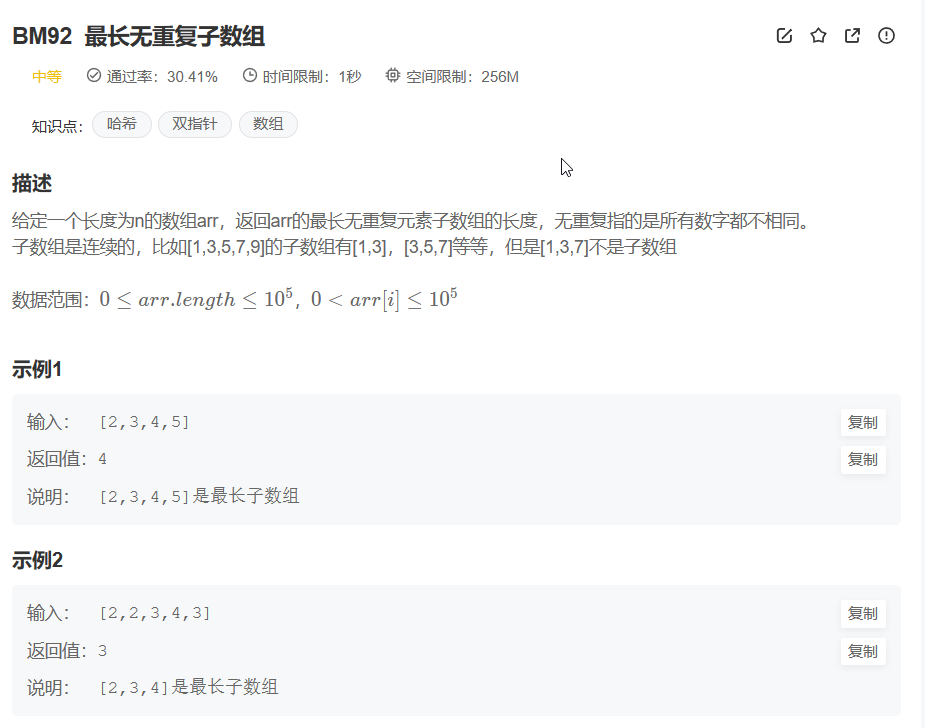 BM92 最长无重复子数组
中等 通过率：30.41% 时间限制：1秒 空间限制：256M
知识点： 哈希 双指针 数组
描述
给定一个长度为n的数组arr，返回arr的最长无重复元素子数组的长度，无重复指的是所有数字都不相同。
子数组是连续的，比如[1,3,5,7,9]的子数组有[1,3]，[3,5,7]等等，但是[1,3,7]不是子数组
数据范围：0 ≤ arr.length ≤ 10⁵，0 < arr[i] ≤ 10⁵
示例1
输入： [2,3,4,5] 复制
返回值：4 复制
说明： [2,3,4,5]是最长子数组
示例2
输入： [2,2,3,4,3] 复制
返回值：3 复制
说明： [2,3,4]是最长子数组